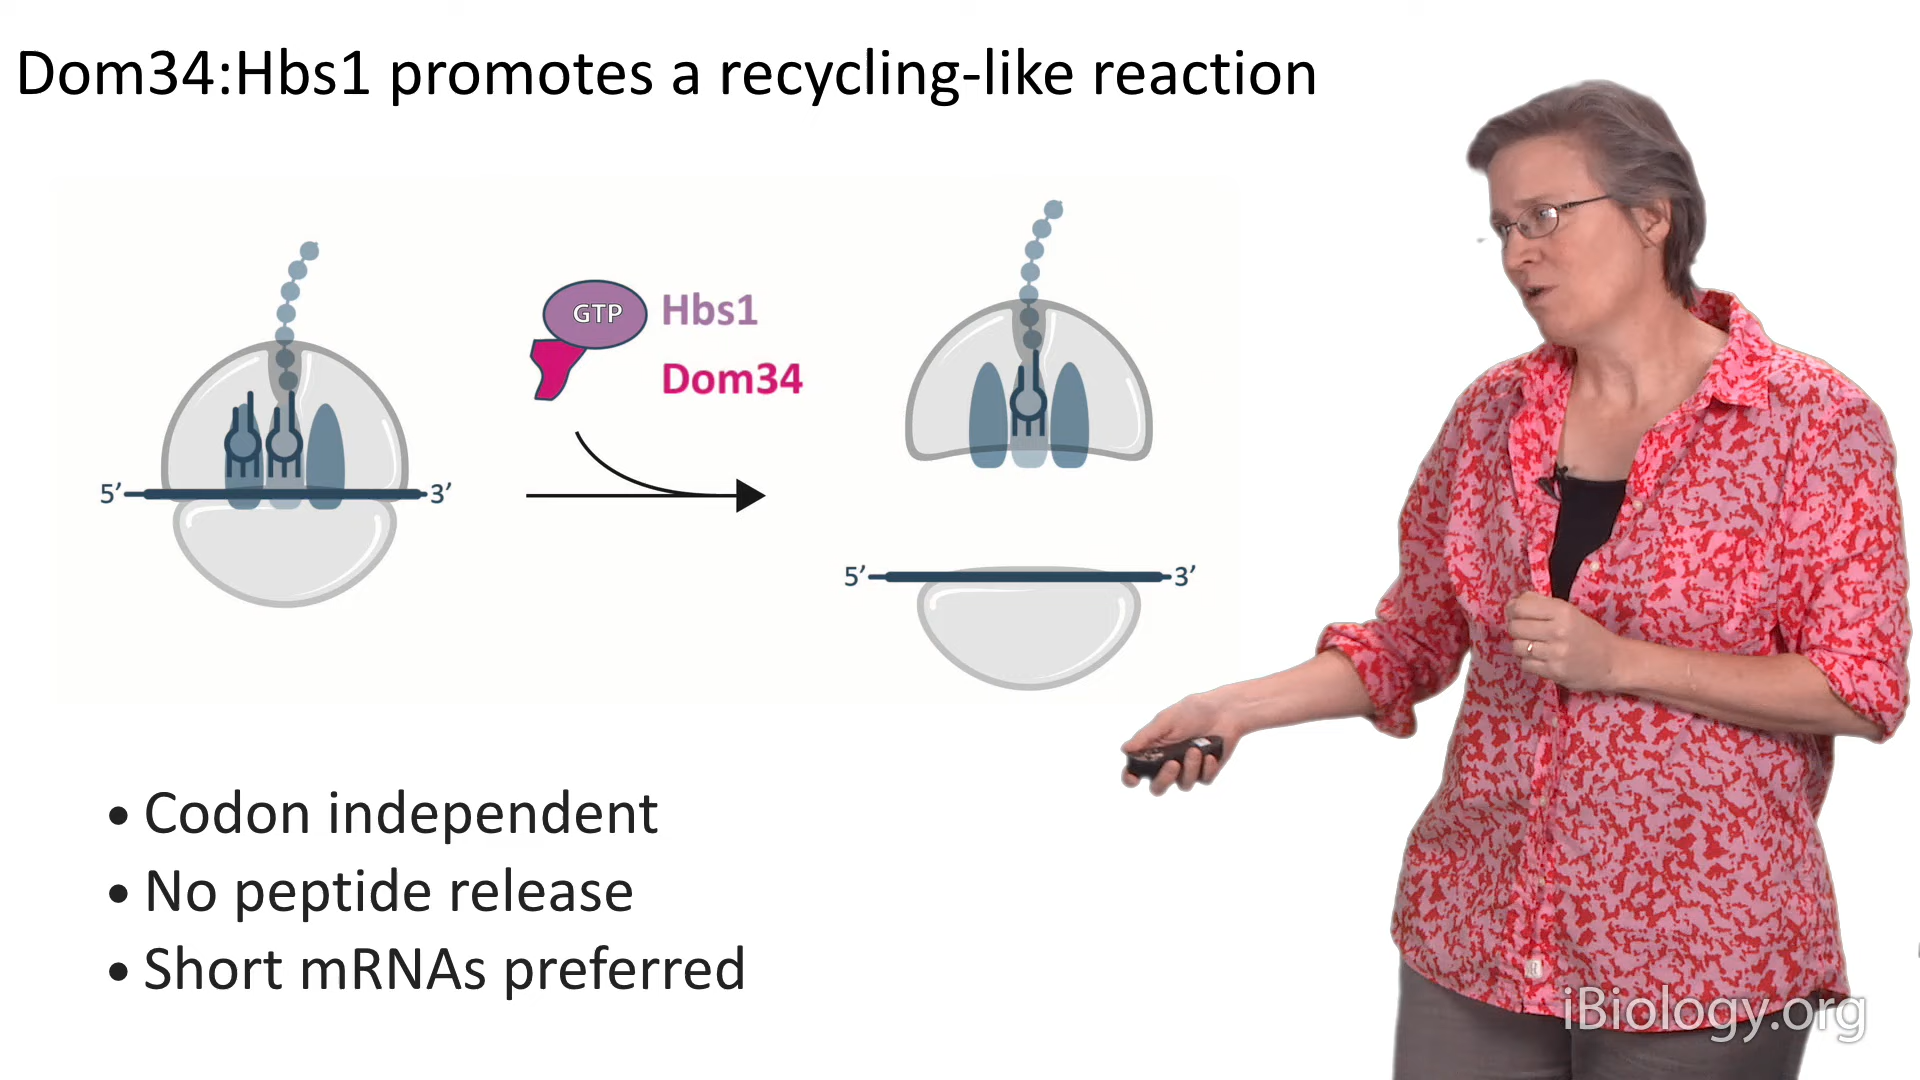 Dom34:Hbs1 promotes a recycling-like reaction
GTP
Hbs1
Dom34
5’
3’
5’
3’
• Codon independent
• No peptide release
• Short mRNAs preferred
iBiology.org